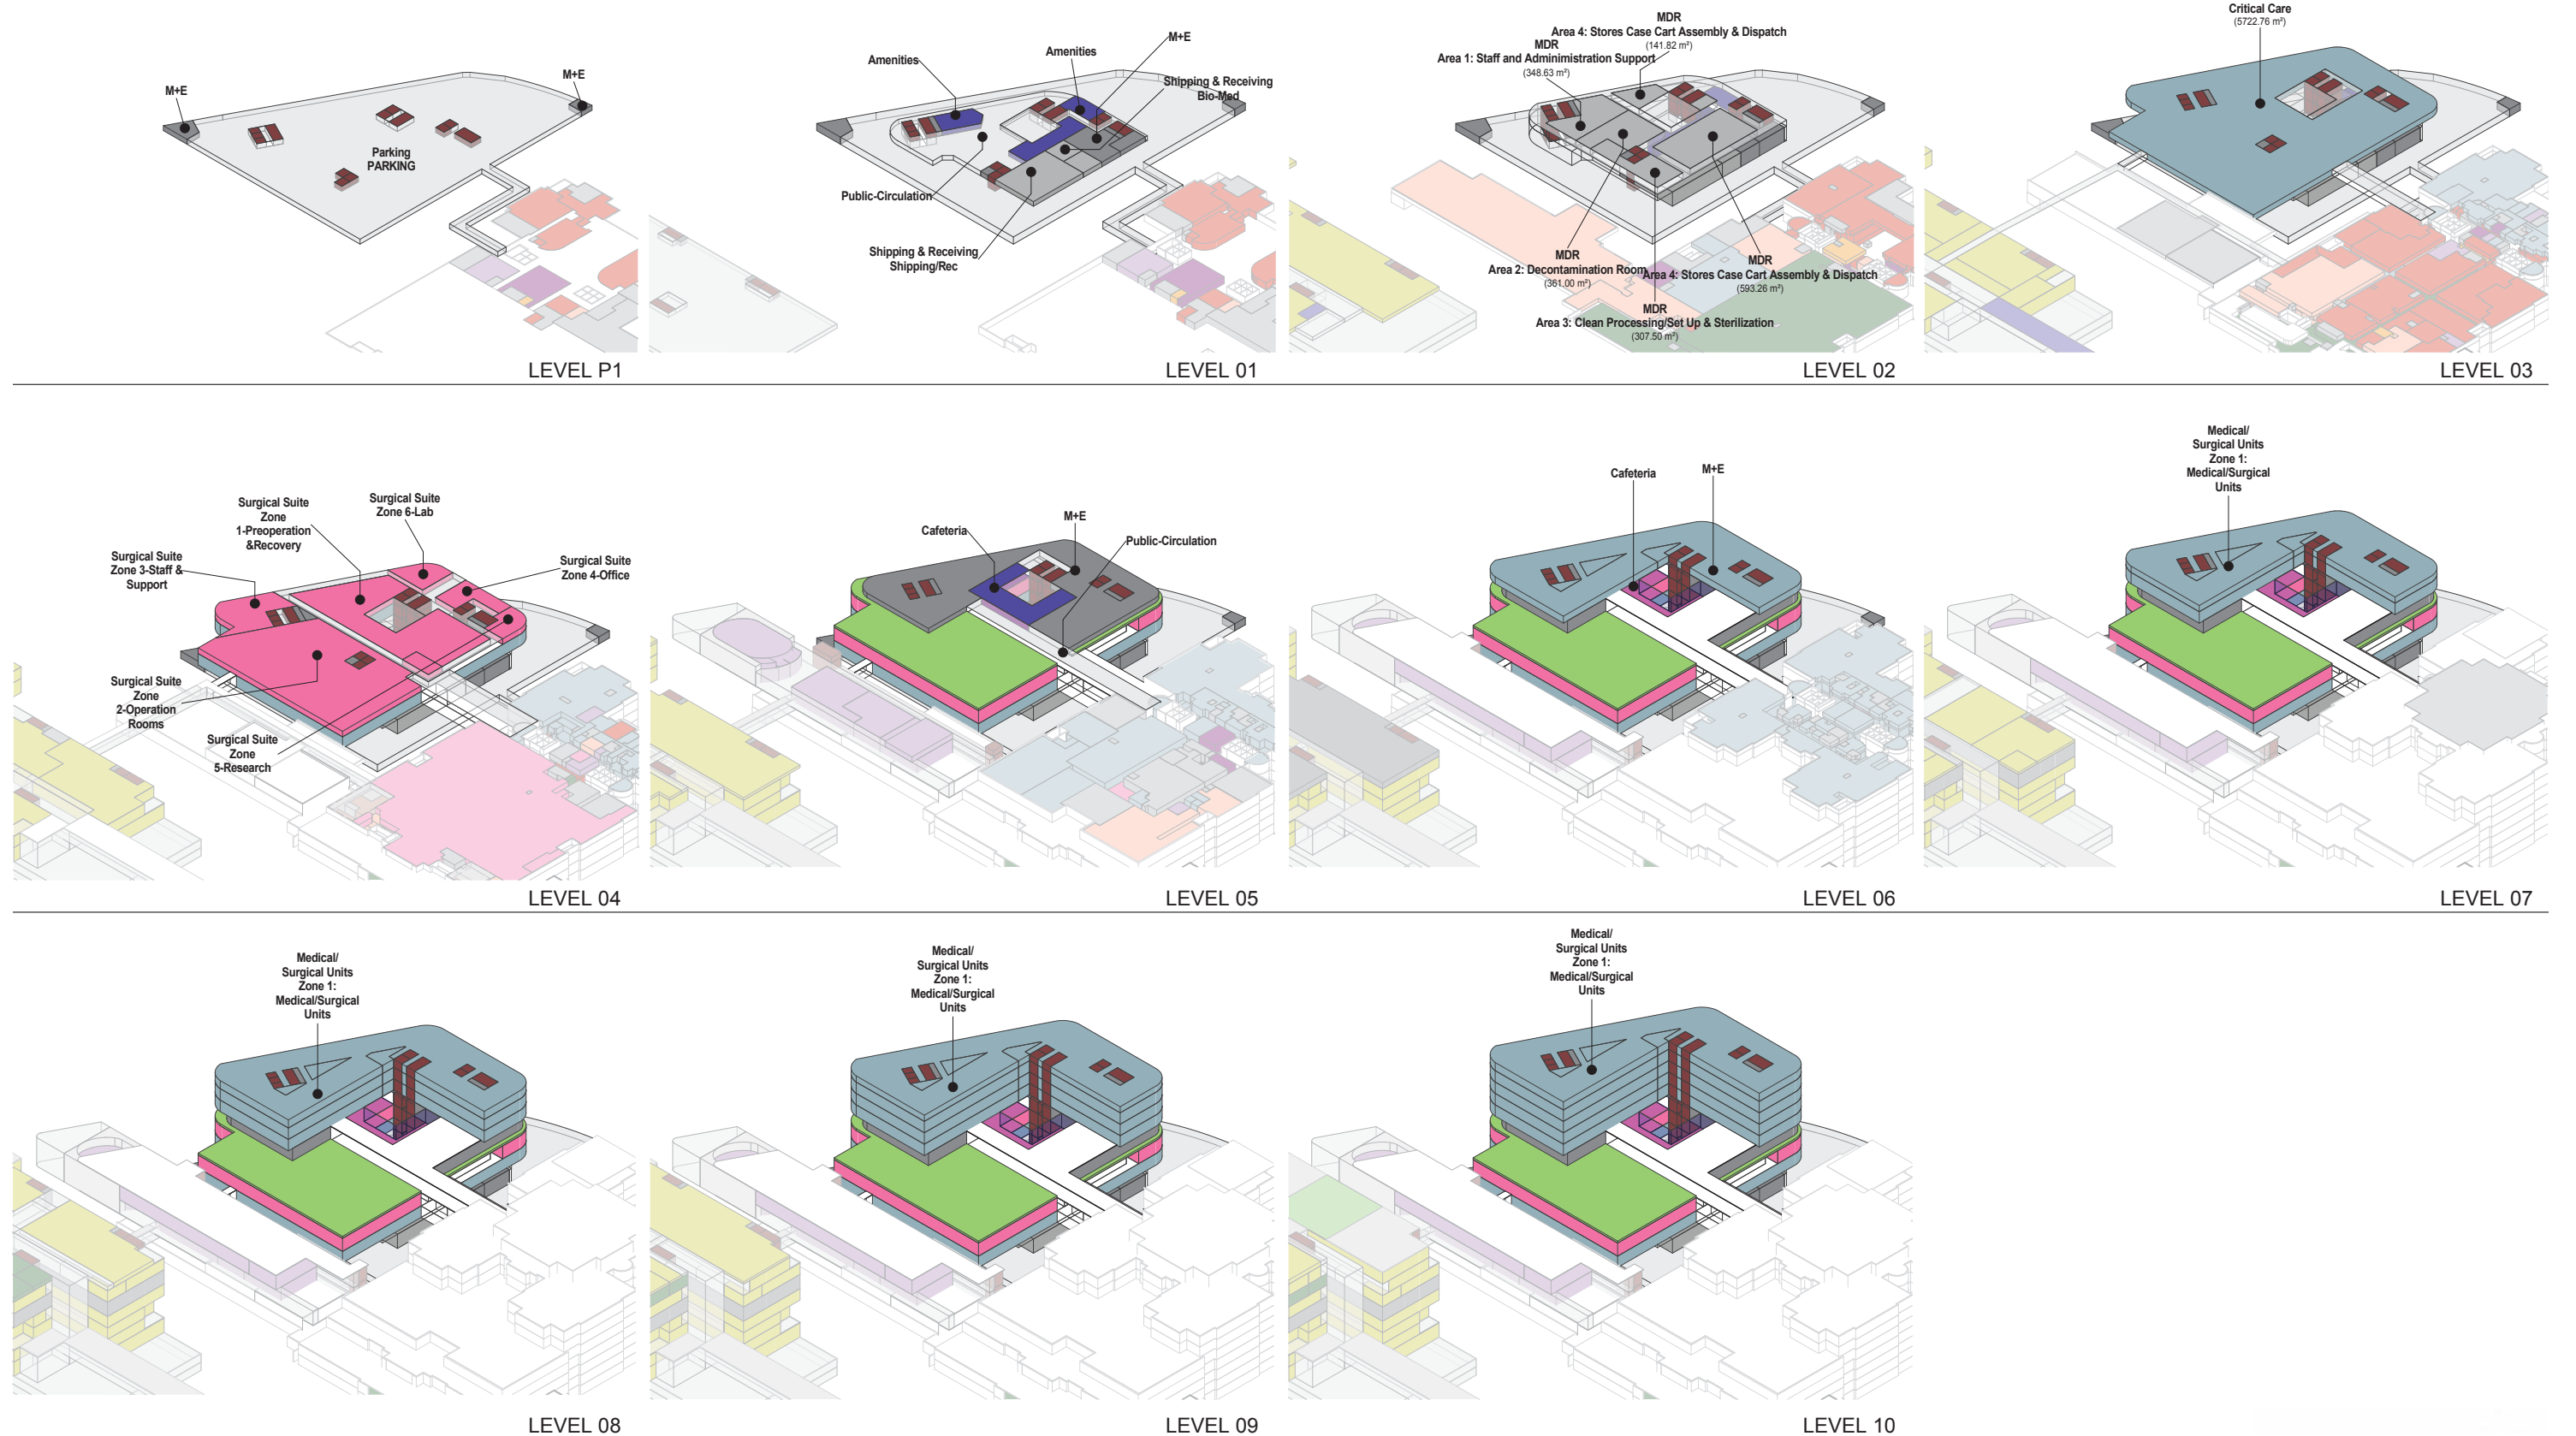 M+E
M+E
Parking
PARKING
LEVEL P1
Amenities
Amenities
M+E
Shipping & Receiving
Bio-Med
Public-Circulation
Shipping & Receiving
Shipping/Rec
LEVEL 01
MDR
Area 4: Stores Case Cart Assembly & Dispatch
(141.82 m²)
MDR
Area 1: Staff and Adminimistration Support
(348.63 m²)
MDR
Area 2: Decontamination Room
(361.00 m²)
MDR
Area 4: Stores Case Cart Assembly & Dispatch
(593.26 m²)
MDR
Area 3: Clean Processing/Set Up & Sterilization
(307.50 m²)
LEVEL 02
Critical Care
(5722.76 m²)
LEVEL 03
Surgical Suite
Zone 6-Lab
Surgical Suite
Zone
1-Preoperation
&Recovery
Surgical Suite
Zone 3-Staff &
Support
Surgical Suite
Zone 4-Office
Surgical Suite
Zone
2-Operation
Rooms
Surgical Suite
Zone
5-Research
LEVEL 04
Cafeteria
M+E
Public-Circulation
LEVEL 05
Cafeteria
M+E
LEVEL 06
Medical/
Surgical Units
Zone 1:
Medical/Surgical
Units
LEVEL 07
Medical/
Surgical Units
Zone 1:
Medical/Surgical
Units
LEVEL 08
Medical/
Surgical Units
Zone 1:
Medical/Surgical
Units
LEVEL 09
Medical/
Surgical Units
Zone 1:
Medical/Surgical
Units
LEVEL 10